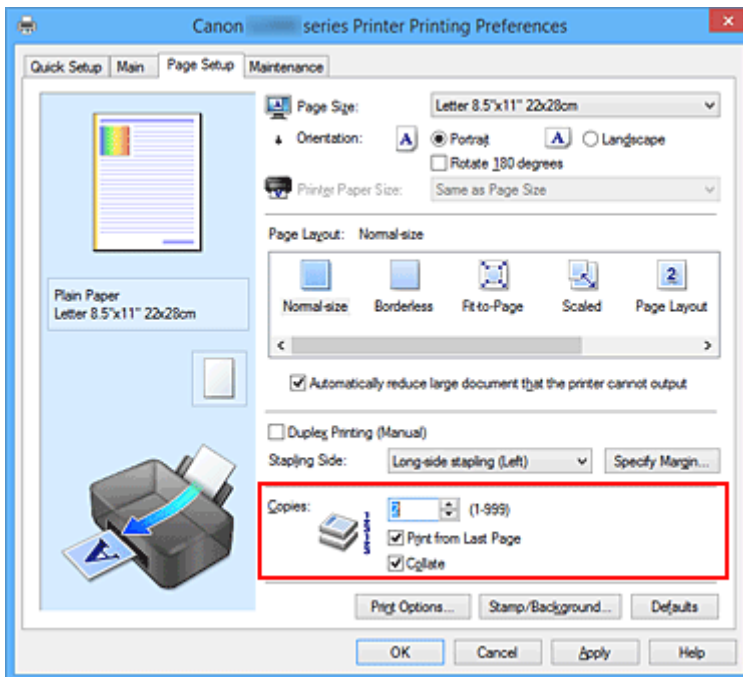 Canon series Printer Printing Preferences
Quick Setup Main Page Setup Maintenance
Page Size: Letter 8.5"x11" 22x28cm
Orientation: A Portrait A Landscape
Rotate 180 degrees
Printer Paper Size: Same as Page Size
Page Layout: Normal-size
Normal-size Borderless Fit-to-Page Scaled Page Layout
Automatically reduce large document that the printer cannot output
Plain Paper
Letter 8.5"x11" 22x28cm
Duplex Printing (Manual)
Stapling Side: Long-side stapling (Left) Specify Margin...
Copies: 2 (1-999)
Print from Last Page
Collate
Print Options... Stamp/Background... Defaults
OK Cancel Apply Help